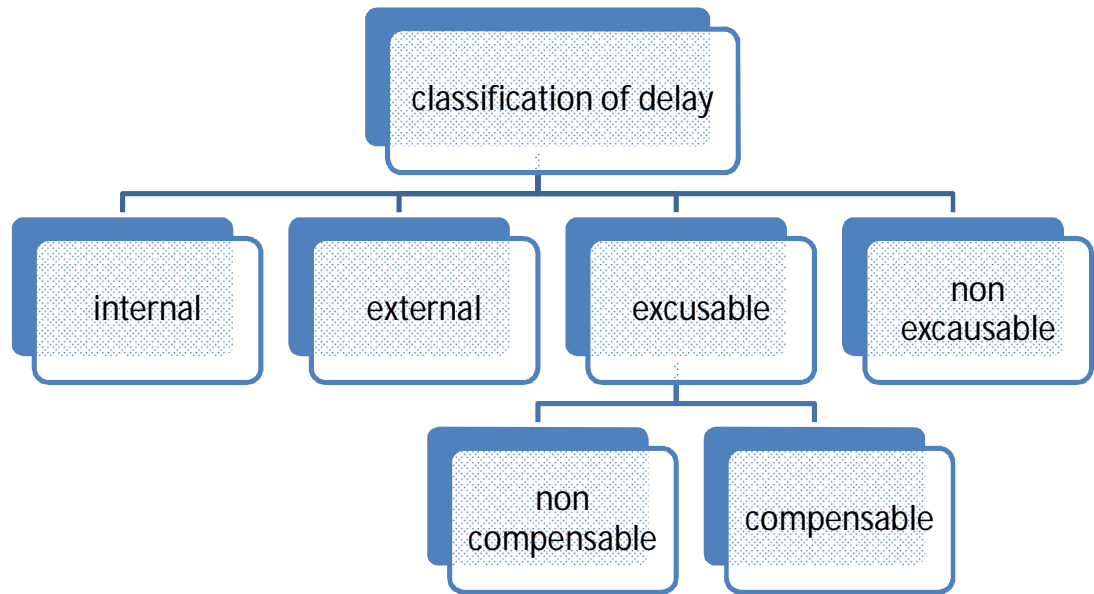 classification of delay
internal
external
excusable
non
excausable
non
compensable
compensable